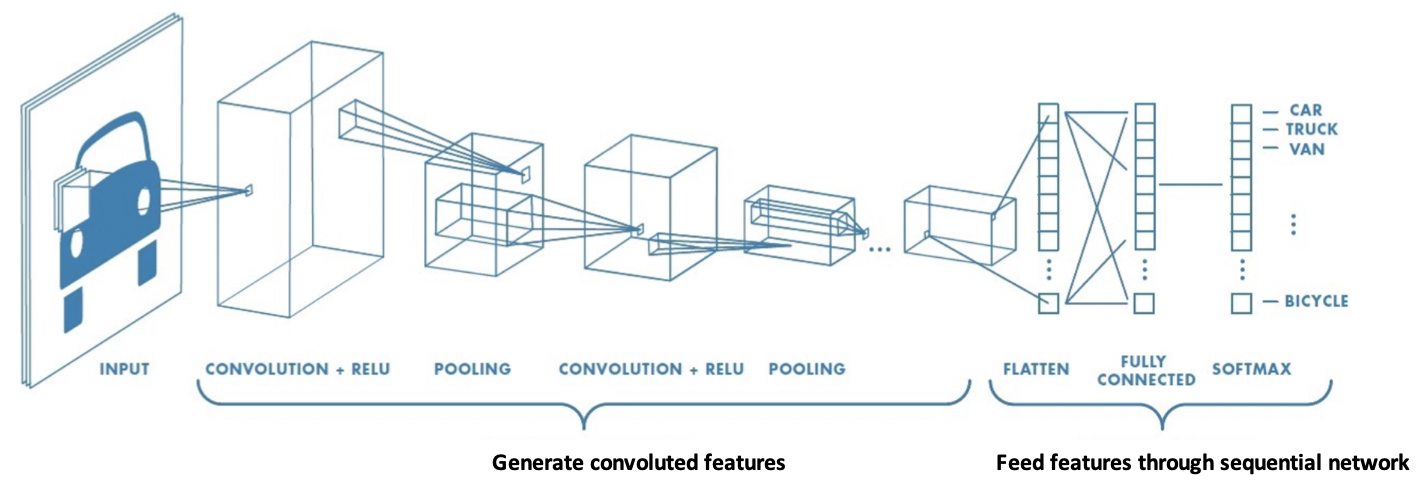 CAR
TRUCK
VAN
BICYCLE
INPUT
CONVOLUTION + RELU
POOLING
CONVOLUTION + RELU
POOLING
FLATTEN
FULLY
CONNECTED
SOFTMAX
Generate convoluted features
Feed features through sequential network